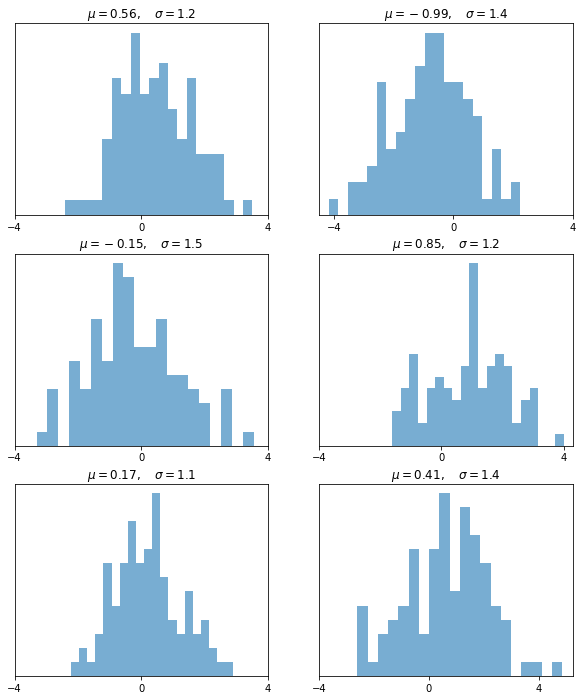 μ = 0.56, σ = 1.2
μ = −0.99, σ = 1.4
−4 0 4
−4 0 4
μ = −0.15, σ = 1.5
μ = 0.85, σ = 1.2
−4 0 4
−4 0 4
μ = 0.17, σ = 1.1
μ = 0.41, σ = 1.4
−4 0 4
−4 0 4